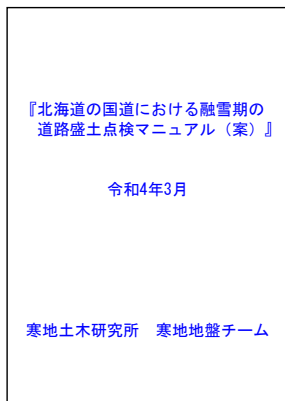 『北海道の国道における融雪期の
道路盛土点検マニュアル（案）』
令和4年3月
寒地土木研究所　寒地地盤チーム